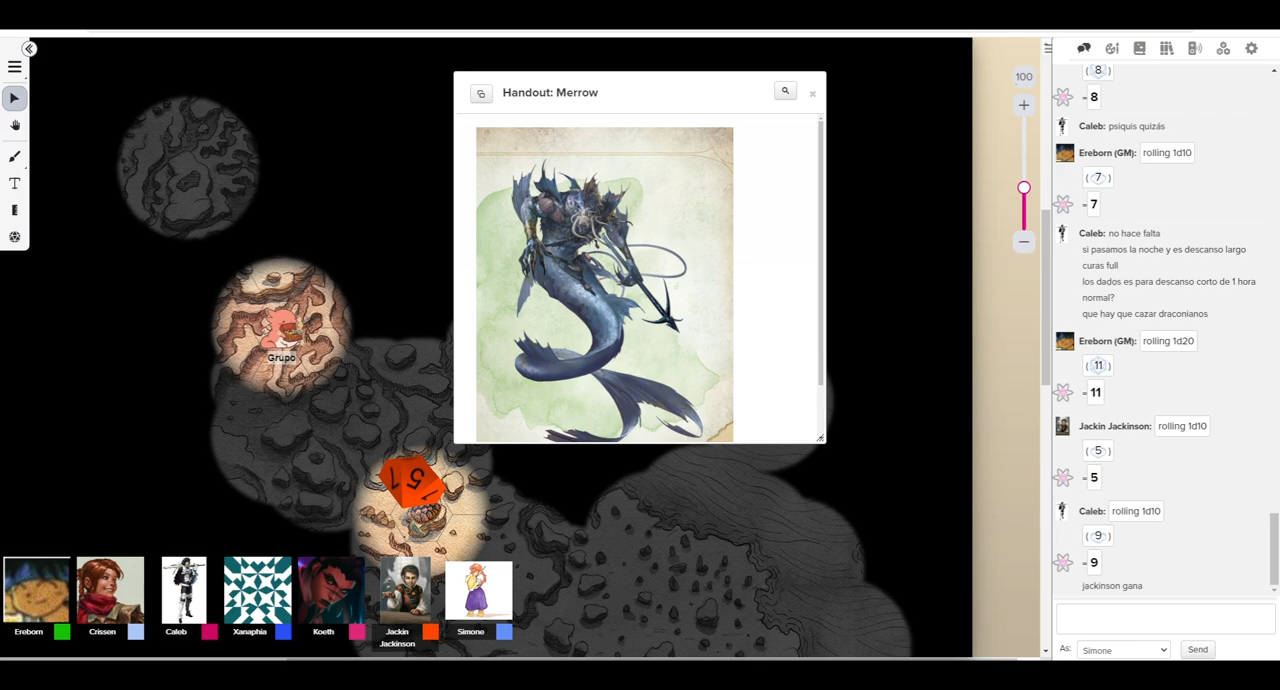 Handout: Merrow
100
Grupo
5
1
Ereborn
Crissen
Caleb
Xanaphia
Koeth
Jackin
Jackinson
Simone
(8)
= 8
Caleb: psiquis quizás
Ereborn (GM): rolling 1d10
(7)
= 7
Caleb: no hace falta
si pasamos la noche y es descanso largo
curas full
los dados es para descanso corto de 1 hora
normal?
que hay que cazar draconianos
Ereborn (GM): rolling 1d20
(11)
= 11
Jackin Jackinson: rolling 1d10
(5)
= 5
Caleb: rolling 1d10
(9)
= 9
jackinson gana
As: Simone Send